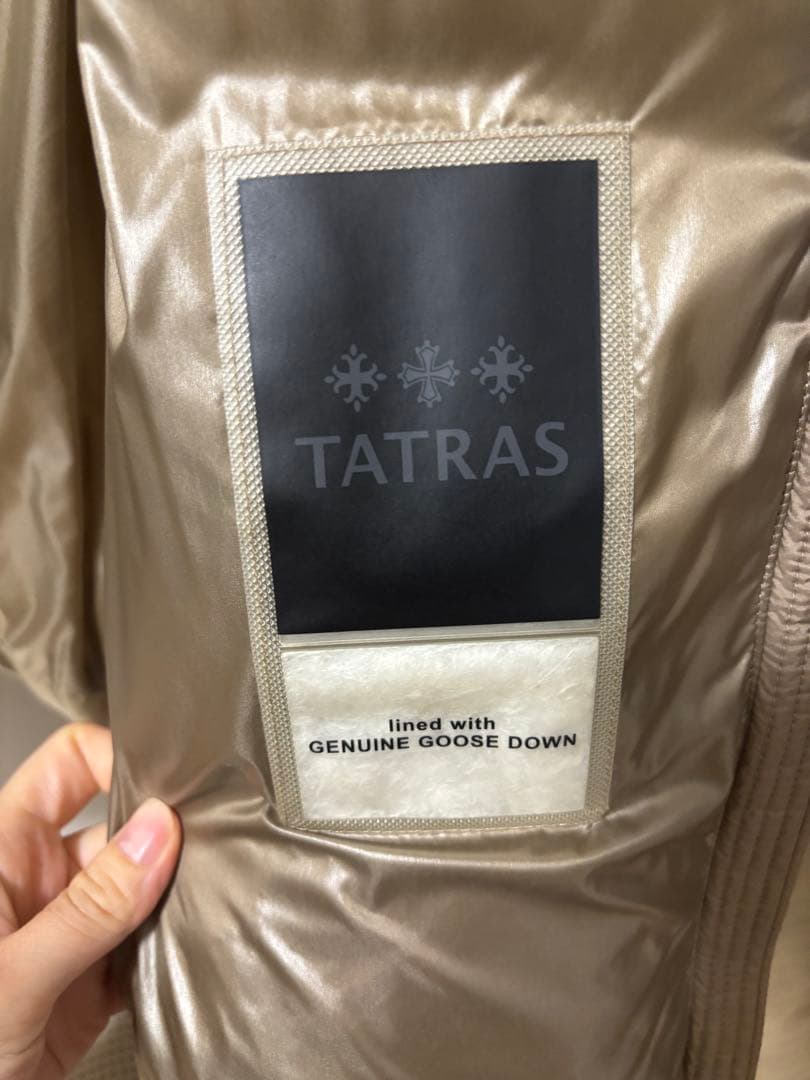 TATRAS
lined with
GENUINE GOOSE DOWN